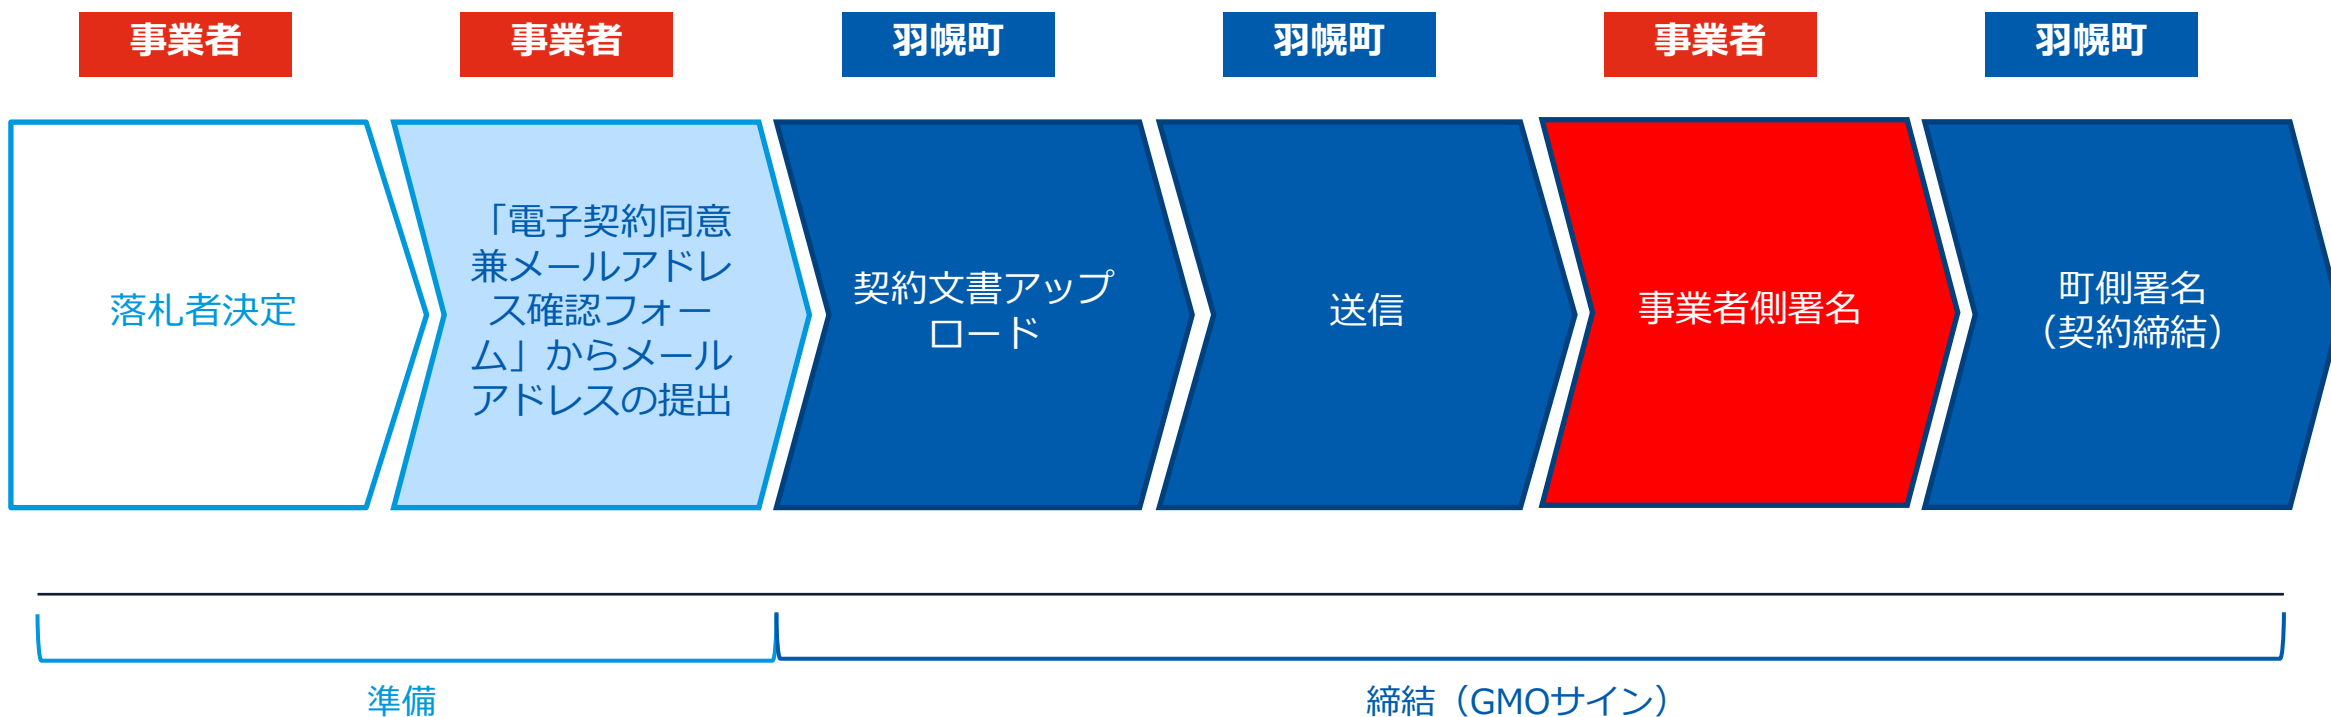 事業者
事業者
羽幌町
羽幌町
事業者
羽幌町
落札者決定
「電子契約同意
兼メールアドレ
ス確認フォー
ム」からメール
アドレスの提出
契約文書アップ
ロード
送信
事業者側署名
町側署名
（契約締結）
準備
締結（GMOサイン）